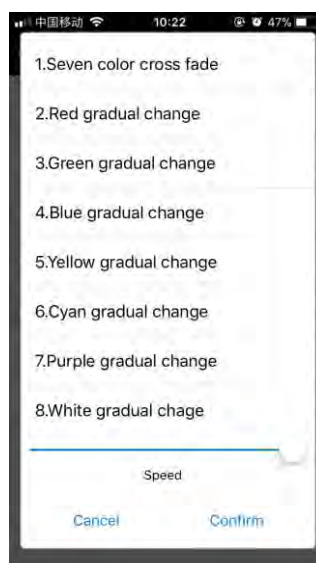 中国移动 10:22 47%
1.Seven color cross fade
2.Red gradual change
3.Green gradual change
4.Blue gradual change
5.Yellow gradual change
6.Cyan gradual change
7.Purple gradual change
8.White gradual chage
Speed
Cancel Confirm